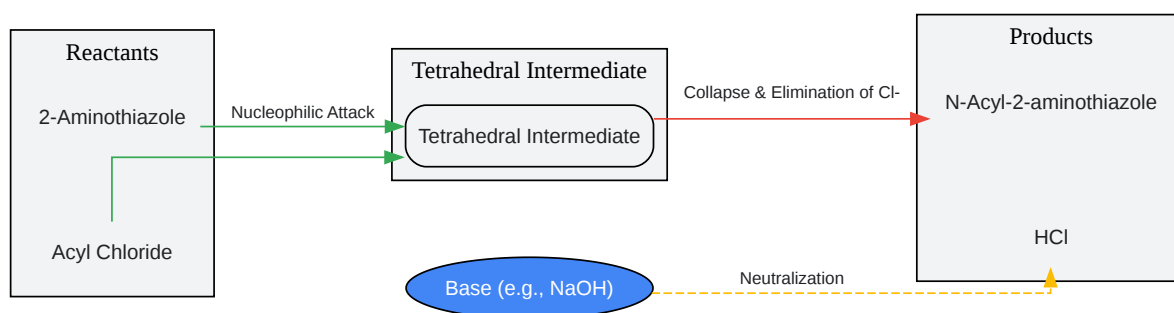 Reactants
2-Aminothiazole
Acyl Chloride
Nucleophilic Attack
Tetrahedral Intermediate
Tetrahedral Intermediate
Collapse & Elimination of Cl-
Products
N-Acyl-2-aminothiazole
HCl
Base (e.g., NaOH)
Neutralization